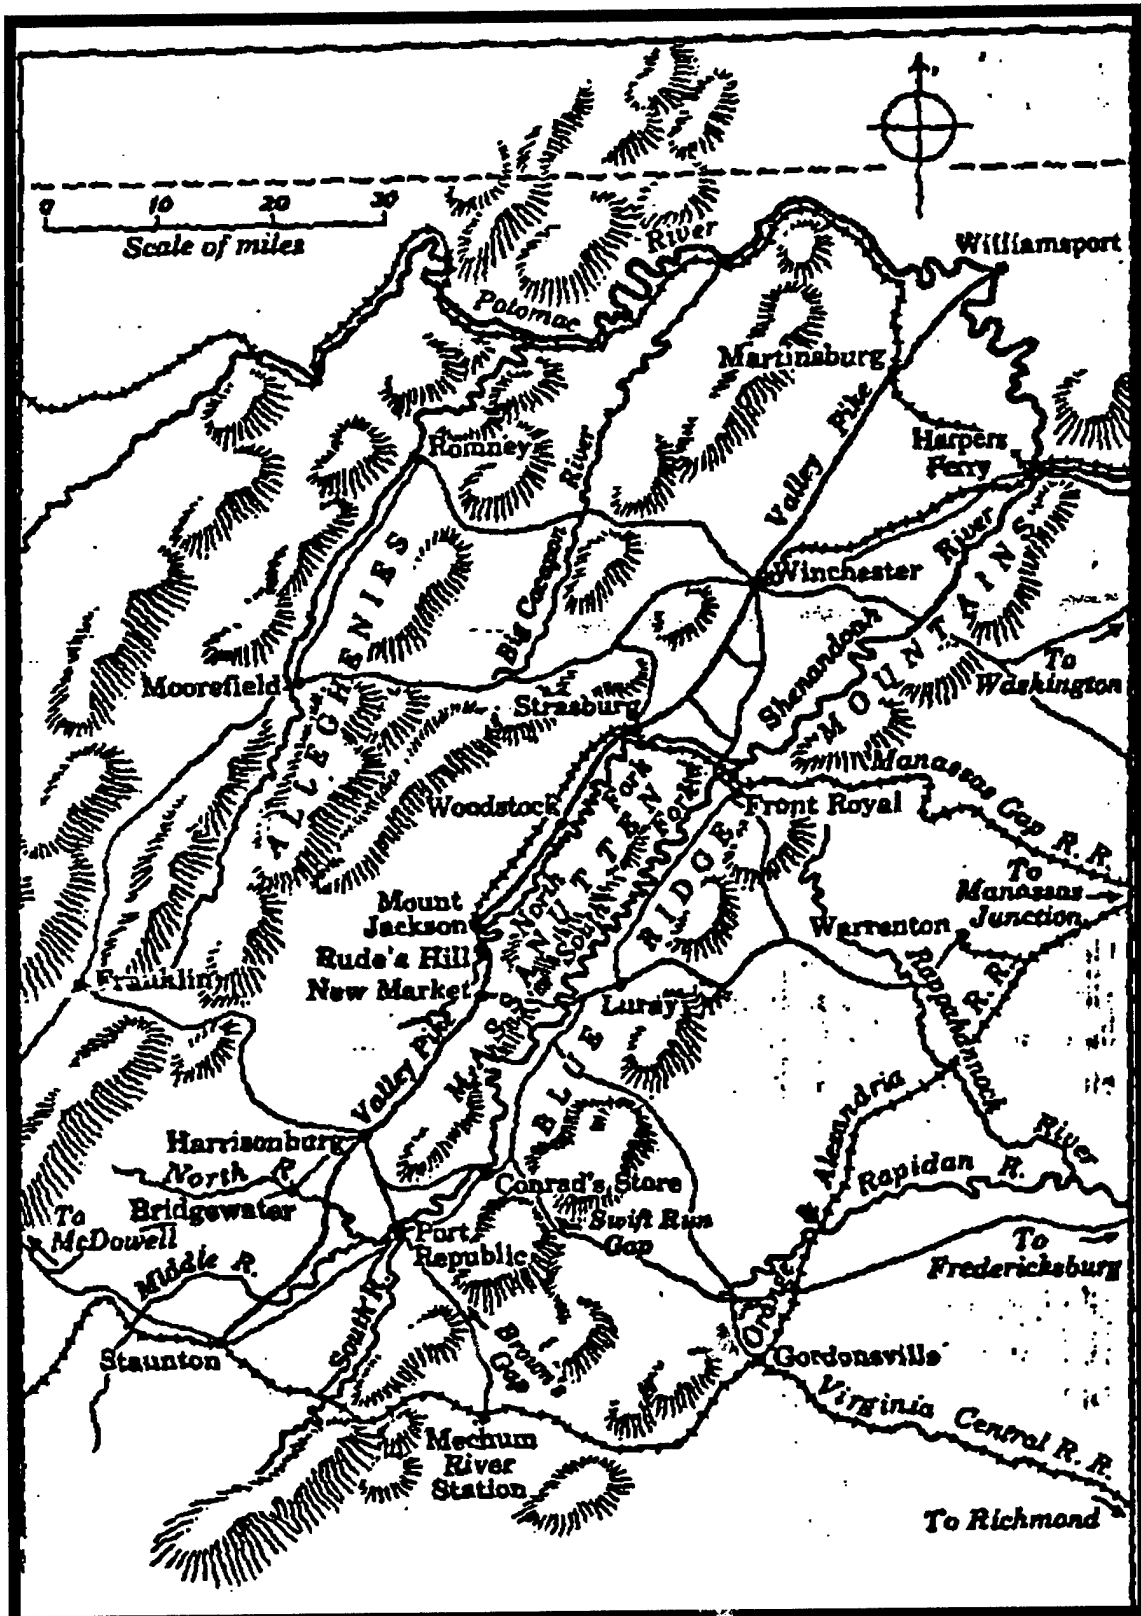 0 10 20 30
Scale of miles
River
Williamsport
Potomac
Martinsburg
Valley Pike
Harpers
Ferry
Romney
River
Big Cacapon
Winchester
River
Shenandoah
ALLEGHENIES
Moorefield
To
Washington
Strasburg
MOUNTAINS
Manassas Gap R. R.
Woodstock
Front Royal
North Fork
South Fork
MASSANUTTEN
BLUE RIDGE
To
Manassas
Junction
Mount
Jackson
Warrenton
Rude's Hill
Franklin
New Market
Luray
Rappahannock River
Valley Pike
Orange
Alexandria
R. R.
Harrisonburg
North R.
Rapidan R.
Conrad's Store
Bridgewater
Swift Run
Gap
To
McDowell
Port
Republic
To
Fredericksburg
Middle R.
South R.
Brown's
Gap
Staunton
Gordonsville
Virginia Central R. R.
Mechum
River
Station
To Richmond